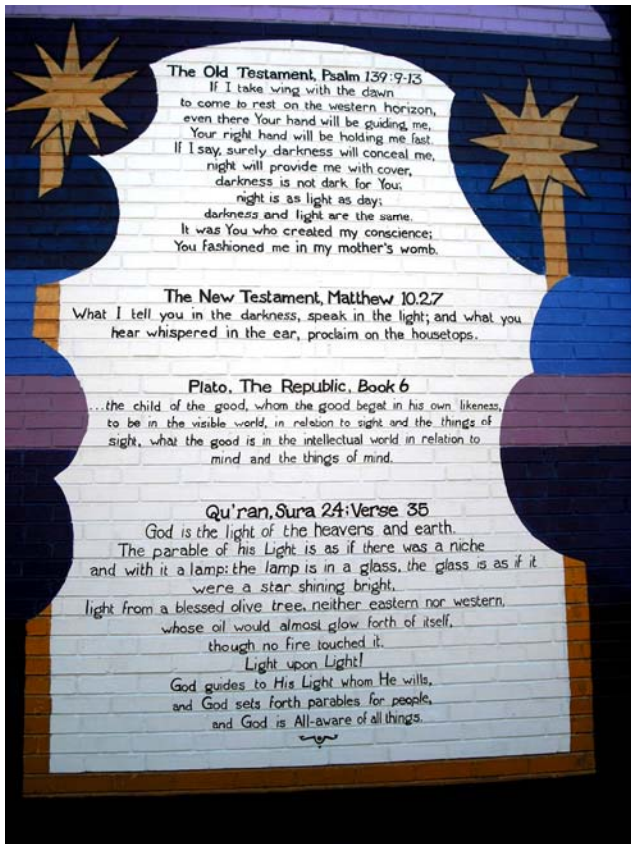 The Old Testament, Psalm 139:9-13
If I take wing with the dawn
to come to rest on the western horizon,
even there Your hand will be guiding me,
Your right hand will be holding me fast.
If I say, surely darkness will conceal me,
night will provide me with cover,
darkness is not dark for You;
night is as light as day;
darkness and light are the same.
It was You who created my conscience;
You fashioned me in my mother's womb.
The New Testament, Matthew 10.2.7
What I tell you in the darkness, speak in the light; and what you
hear whispered in the ear, proclaim on the housetops.
Plato, The Republic, Book 6
...the child of the good, whom the good begat in his own likeness,
to be in the visible world, in relation to sight and the things of
sight, what the good is in the intellectual world in relation to
mind and the things of mind.
Qu'ran, Sura 24:Verse 35
God is the light of the heavens and earth.
The parable of his Light is as if there was a niche
and with it a lamp: the lamp is in a glass, the glass is as if it
were a star shining bright,
light from a blessed olive tree, neither eastern nor western,
whose oil would almost glow forth of itself,
though no fire touched it.
Light upon Light!
God guides to His Light whom He wills,
and God sets forth parables for people,
and God is All-aware of all things.